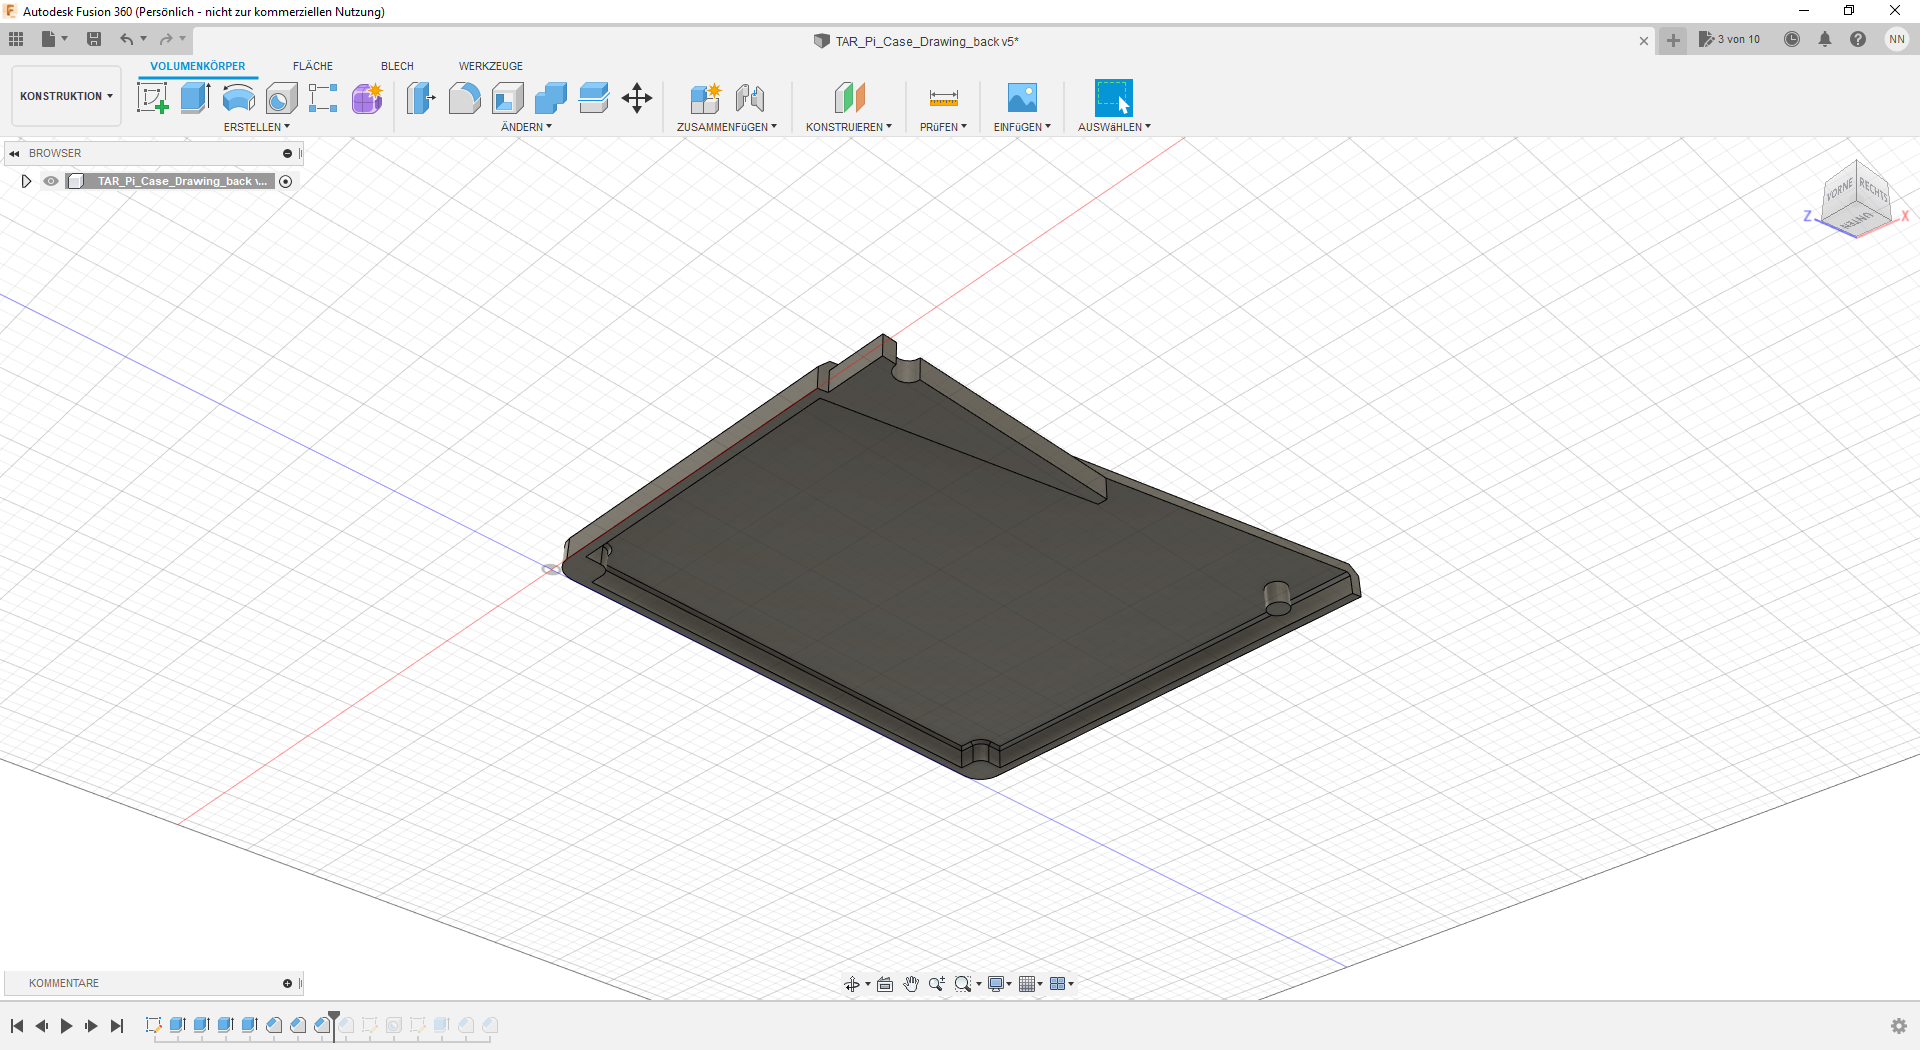 Autodesk Fusion 360 (Persönlich - nicht zur kommerziellen Nutzung)
TAR_Pi_Case_Drawing_back v5*
3 von 10
NN
KONSTRUKTION
VOLUMENKÖRPER
FLÄCHE
BLECH
WERKZEUGE
ERSTELLEN
ÄNDERN
ZUSAMMENFüGEN
KONSTRUIEREN
PRüFEN
EINFüGEN
AUSWäHLEN
BROWSER
TAR_Pi_Case_Drawing_back v...
VORNE
RECHTS
UNTEN
Z
X
KOMMENTARE